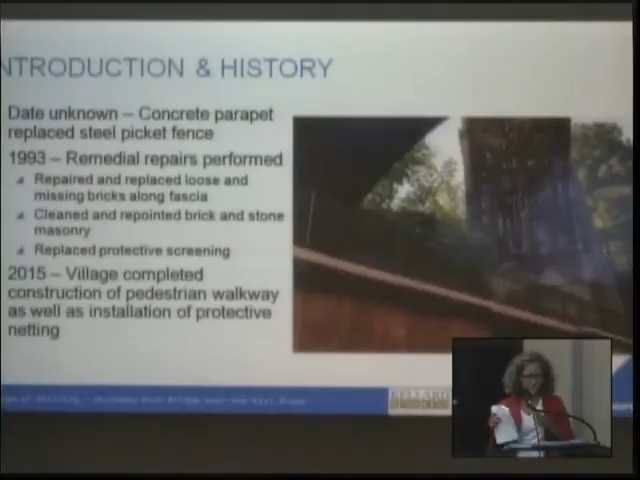 NTRODUCTION & HISTORY
Date unknown – Concrete parapet
replaced steel picket fence
1993 – Remedial repairs performed
Repaired and replaced loose and
missing bricks along fascia
Cleaned and repointed brick and stone
masonry
Replaced protective screening
2015 – Village completed
construction of pedestrian walkway
as well as installation of protective
netting